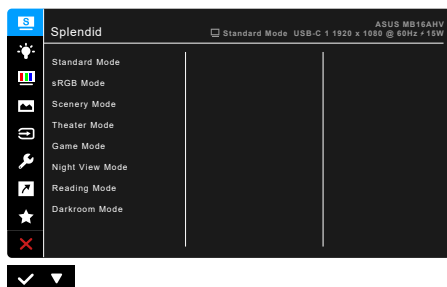 S
Splendid
ASUS MB16AHV
Standard Mode USB-C 1 1920 x 1080 @ 60Hz ⚡15W
Standard Mode
sRGB Mode
Scenery Mode
Theater Mode
Game Mode
Night View Mode
Reading Mode
Darkroom Mode